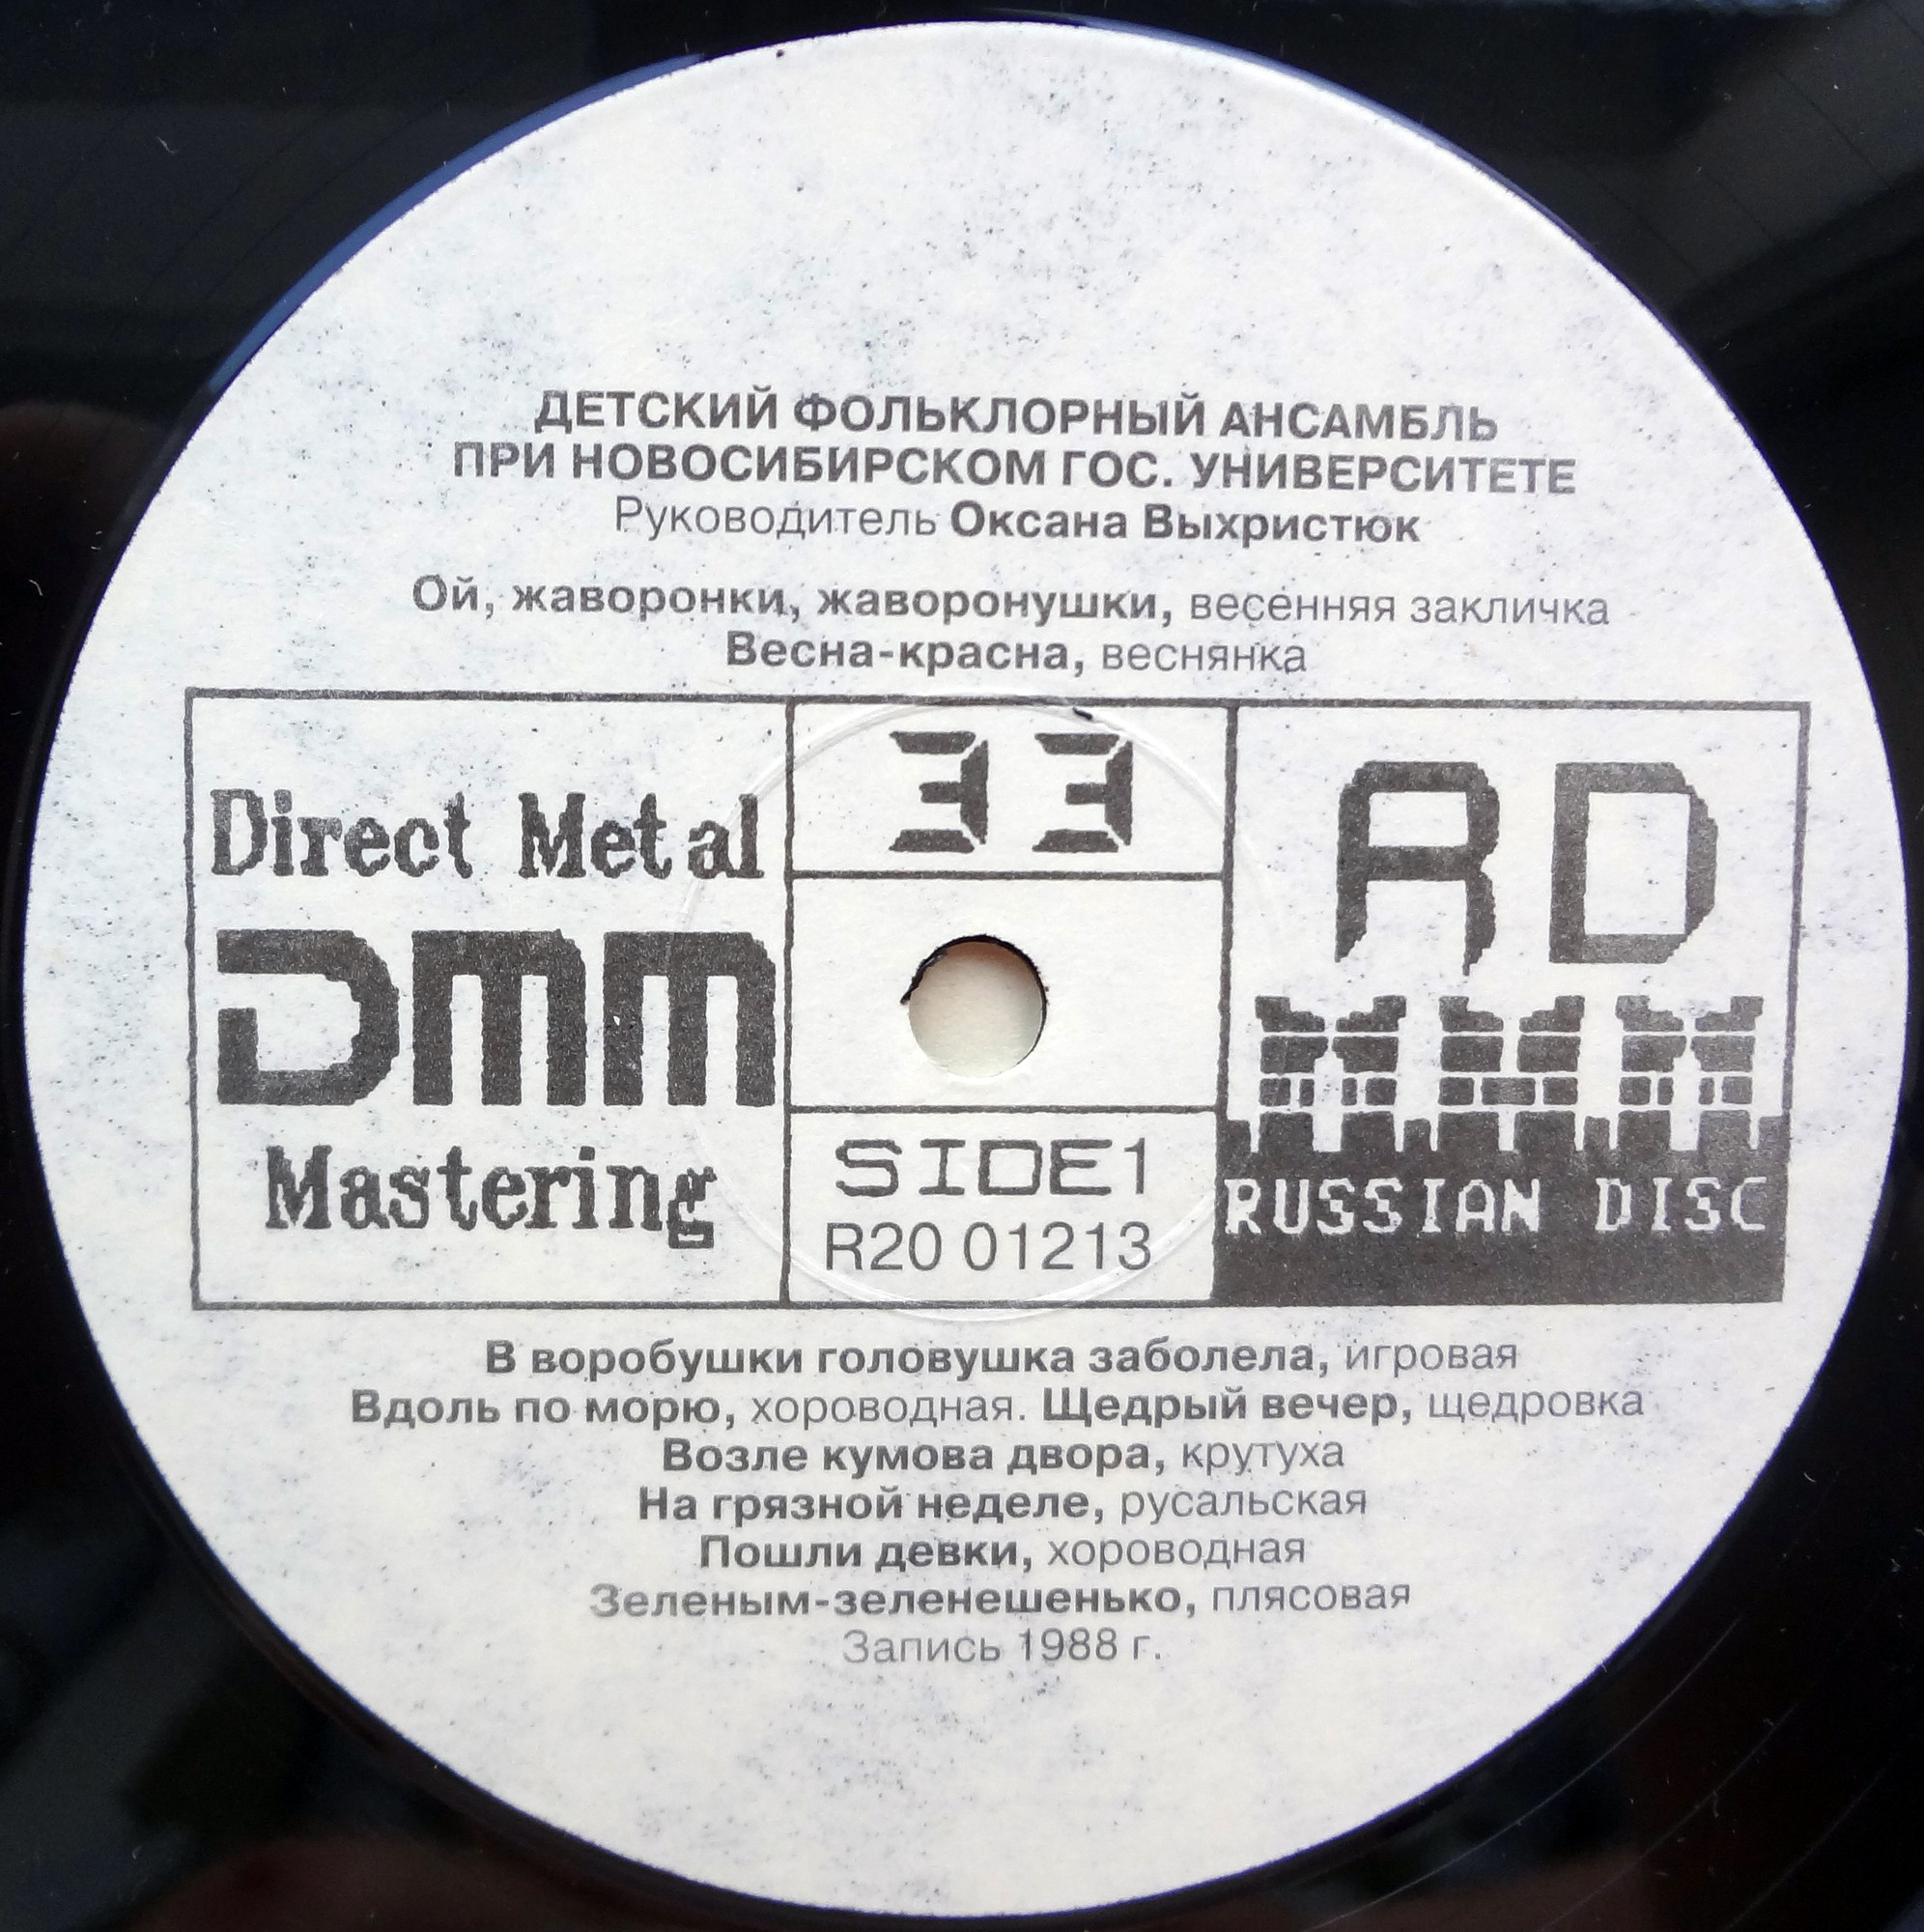 ДЕТСКИЙ ФОЛЬКЛОРНЫЙ АНСАМБЛЬ
ПРИ НОВОСИБИРСКОМ ГОС. УНИВЕРСИТЕТЕ
Руководитель Оксана Выхристюк
Ой, жаворонки, жаворонушки, весенняя закличка
Весна-красна, веснянка
Direct Metal
DMM
Mastering
33
SIDE 1
R20 01213
RD
RUSSIAN DISC
В воробушки головушка заболела, игровая
Вдоль по морю, хороводная. Щедрый вечер, щедровка
Возле кумова двора, крутуха
На грязной неделе, русальская
Пошли девки, хороводная
Зеленым-зеленешенько, плясовая
Запись 1988 г.